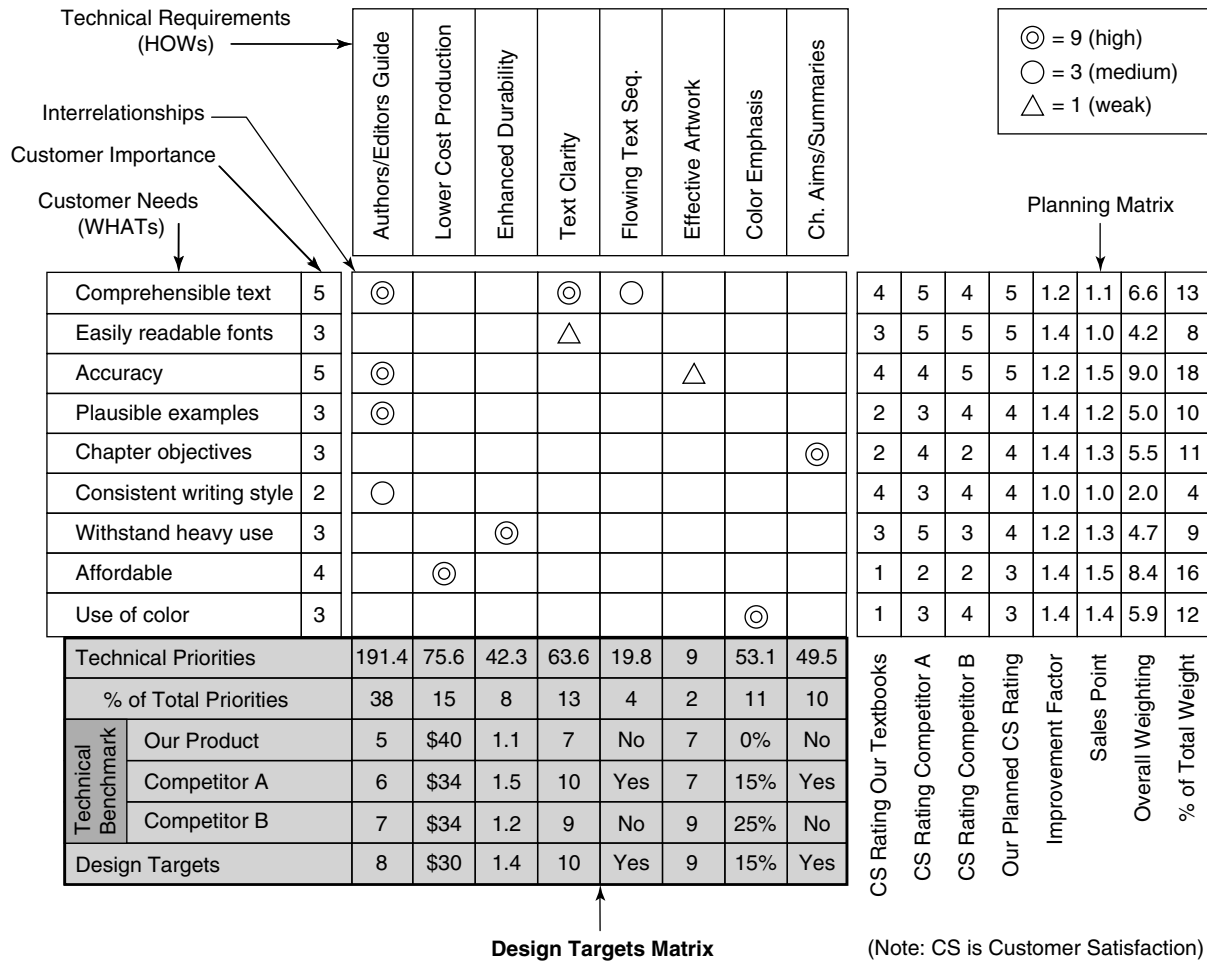 Technical Requirements
(HOWs)
Interrelationships
Customer Importance
Customer Needs
(WHATs)
Authors/Editors Guide
Lower Cost Production
Enhanced Durability
Text Clarity
Flowing Text Seq.
Effective Artwork
Color Emphasis
Ch. Aims/Summaries
= 9 (high)
= 3 (medium)
= 1 (weak)
Planning Matrix
Comprehensible text 5 4 5 4 5 1.2 1.1 6.6 13
Easily readable fonts 3 3 5 5 5 1.4 1.0 4.2 8
Accuracy 5 4 4 5 5 1.2 1.5 9.0 18
Plausible examples 3 2 3 4 4 1.4 1.2 5.0 10
Chapter objectives 3 2 4 2 4 1.4 1.3 5.5 11
Consistent writing style 2 4 3 4 4 1.0 1.0 2.0 4
Withstand heavy use 3 3 5 3 4 1.2 1.3 4.7 9
Affordable 4 1 2 2 3 1.4 1.5 8.4 16
Use of color 3 1 3 4 3 1.4 1.4 5.9 12
Technical Priorities 191.4 75.6 42.3 63.6 19.8 9 53.1 49.5
% of Total Priorities 38 15 8 13 4 2 11 10
Technical
Benchmark
Our Product 5 $40 1.1 7 No 7 0% No
Competitor A 6 $34 1.5 10 Yes 7 15% Yes
Competitor B 7 $34 1.2 9 No 9 25% No
Design Targets 8 $30 1.4 10 Yes 9 15% Yes
CS Rating Our Textbooks
CS Rating Competitor A
CS Rating Competitor B
Our Planned CS Rating
Improvement Factor
Sales Point
Overall Weighting
% of Total Weight
Design Targets Matrix
(Note: CS is Customer Satisfaction)